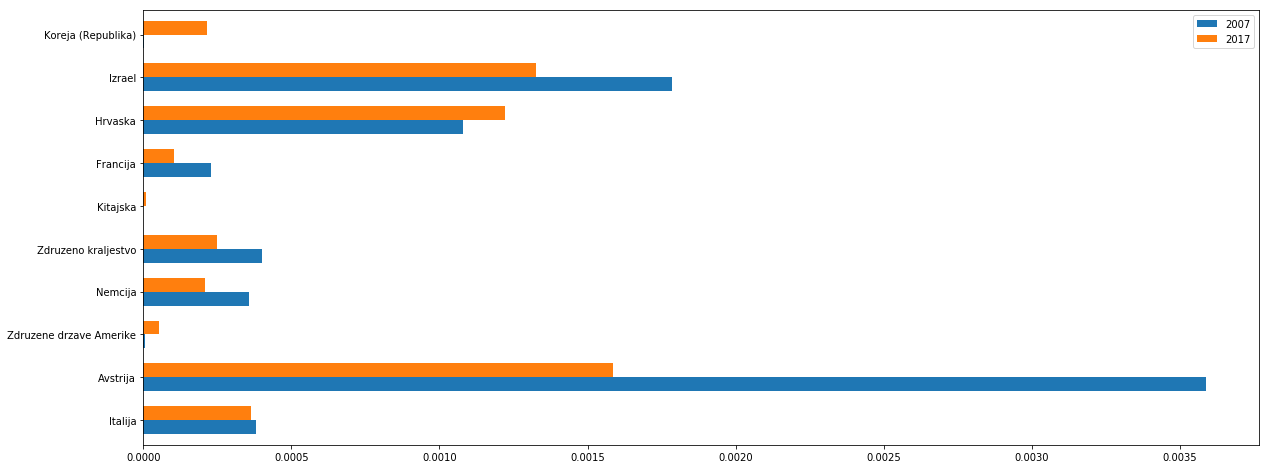 2007
2017
Koreja (Republika)
Izrael
Hrvaska
Francija
Kitajska
Zdruzeno kraljestvo
Nemcija
Zdruzene drzave Amerike
Avstrija
Italija
0.0000 0.0005 0.0010 0.0015 0.0020 0.0025 0.0030 0.0035